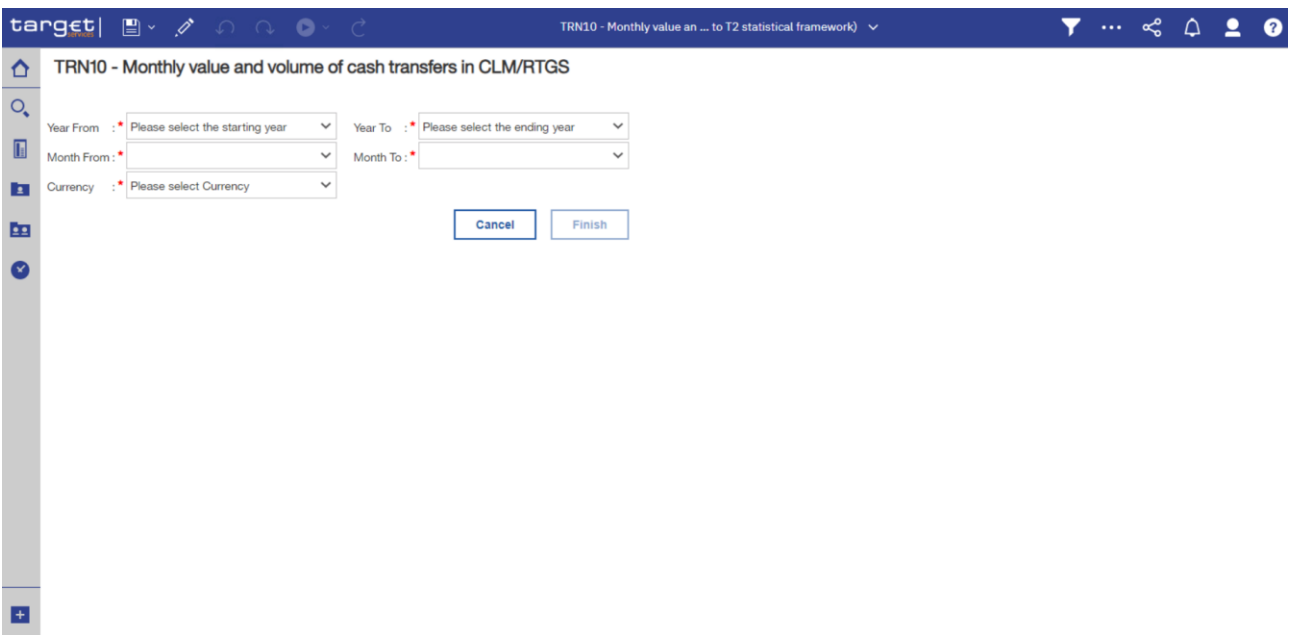 target| services TRN10 - Monthly value an ... to T2 statistical framework)
TRN10 - Monthly value and volume of cash transfers in CLM/RTGS
Year From :* Please select the starting year Year To :* Please select the ending year
Month From :* Month To :*
Currency :* Please select Currency
Cancel Finish